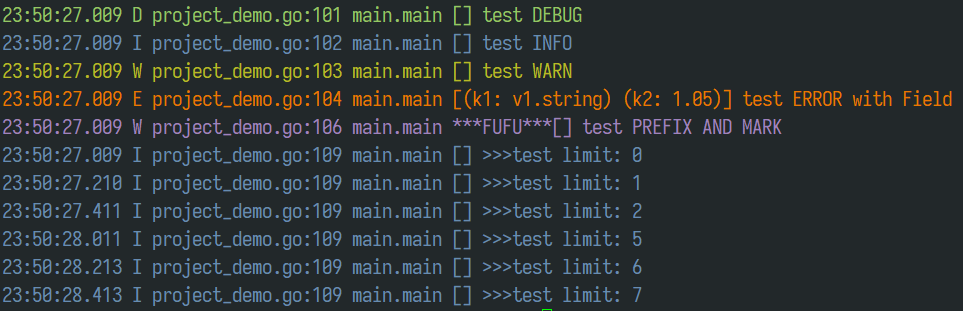 23:50:27.009 D project_demo.go:101 main.main [] test DEBUG
23:50:27.009 I project_demo.go:102 main.main [] test INFO
23:50:27.009 W project_demo.go:103 main.main [] test WARN
23:50:27.009 E project_demo.go:104 main.main [(k1: v1.string) (k2: 1.05)] test ERROR with Field
23:50:27.009 W project_demo.go:106 main.main ***FUFU***[] test PREFIX AND MARK
23:50:27.009 I project_demo.go:109 main.main [] >>>test limit: 0
23:50:27.210 I project_demo.go:109 main.main [] >>>test limit: 1
23:50:27.411 I project_demo.go:109 main.main [] >>>test limit: 2
23:50:28.011 I project_demo.go:109 main.main [] >>>test limit: 5
23:50:28.213 I project_demo.go:109 main.main [] >>>test limit: 6
23:50:28.413 I project_demo.go:109 main.main [] >>>test limit: 7